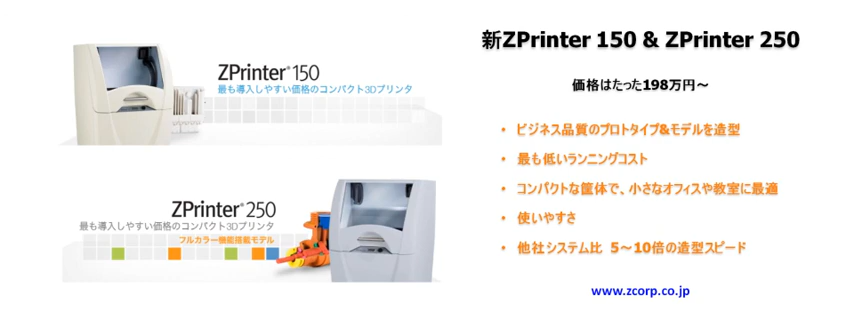 ZPrinter® 150
最も導入しやすい価格のコンパクト3Dプリンタ
ZPrinter® 250
最も導入しやすい価格のコンパクト3Dプリンタ
フルカラー機能搭載モデル
新ZPrinter 150 & ZPrinter 250
価格はたった198万円～
• ビジネス品質のプロトタイプ&モデルを造型
• 最も低いランニングコスト
• コンパクトな筐体で、小さなオフィスや教室に最適
• 使いやすさ
• 他社システム比 5～10倍の造型スピード
www.zcorp.co.jp